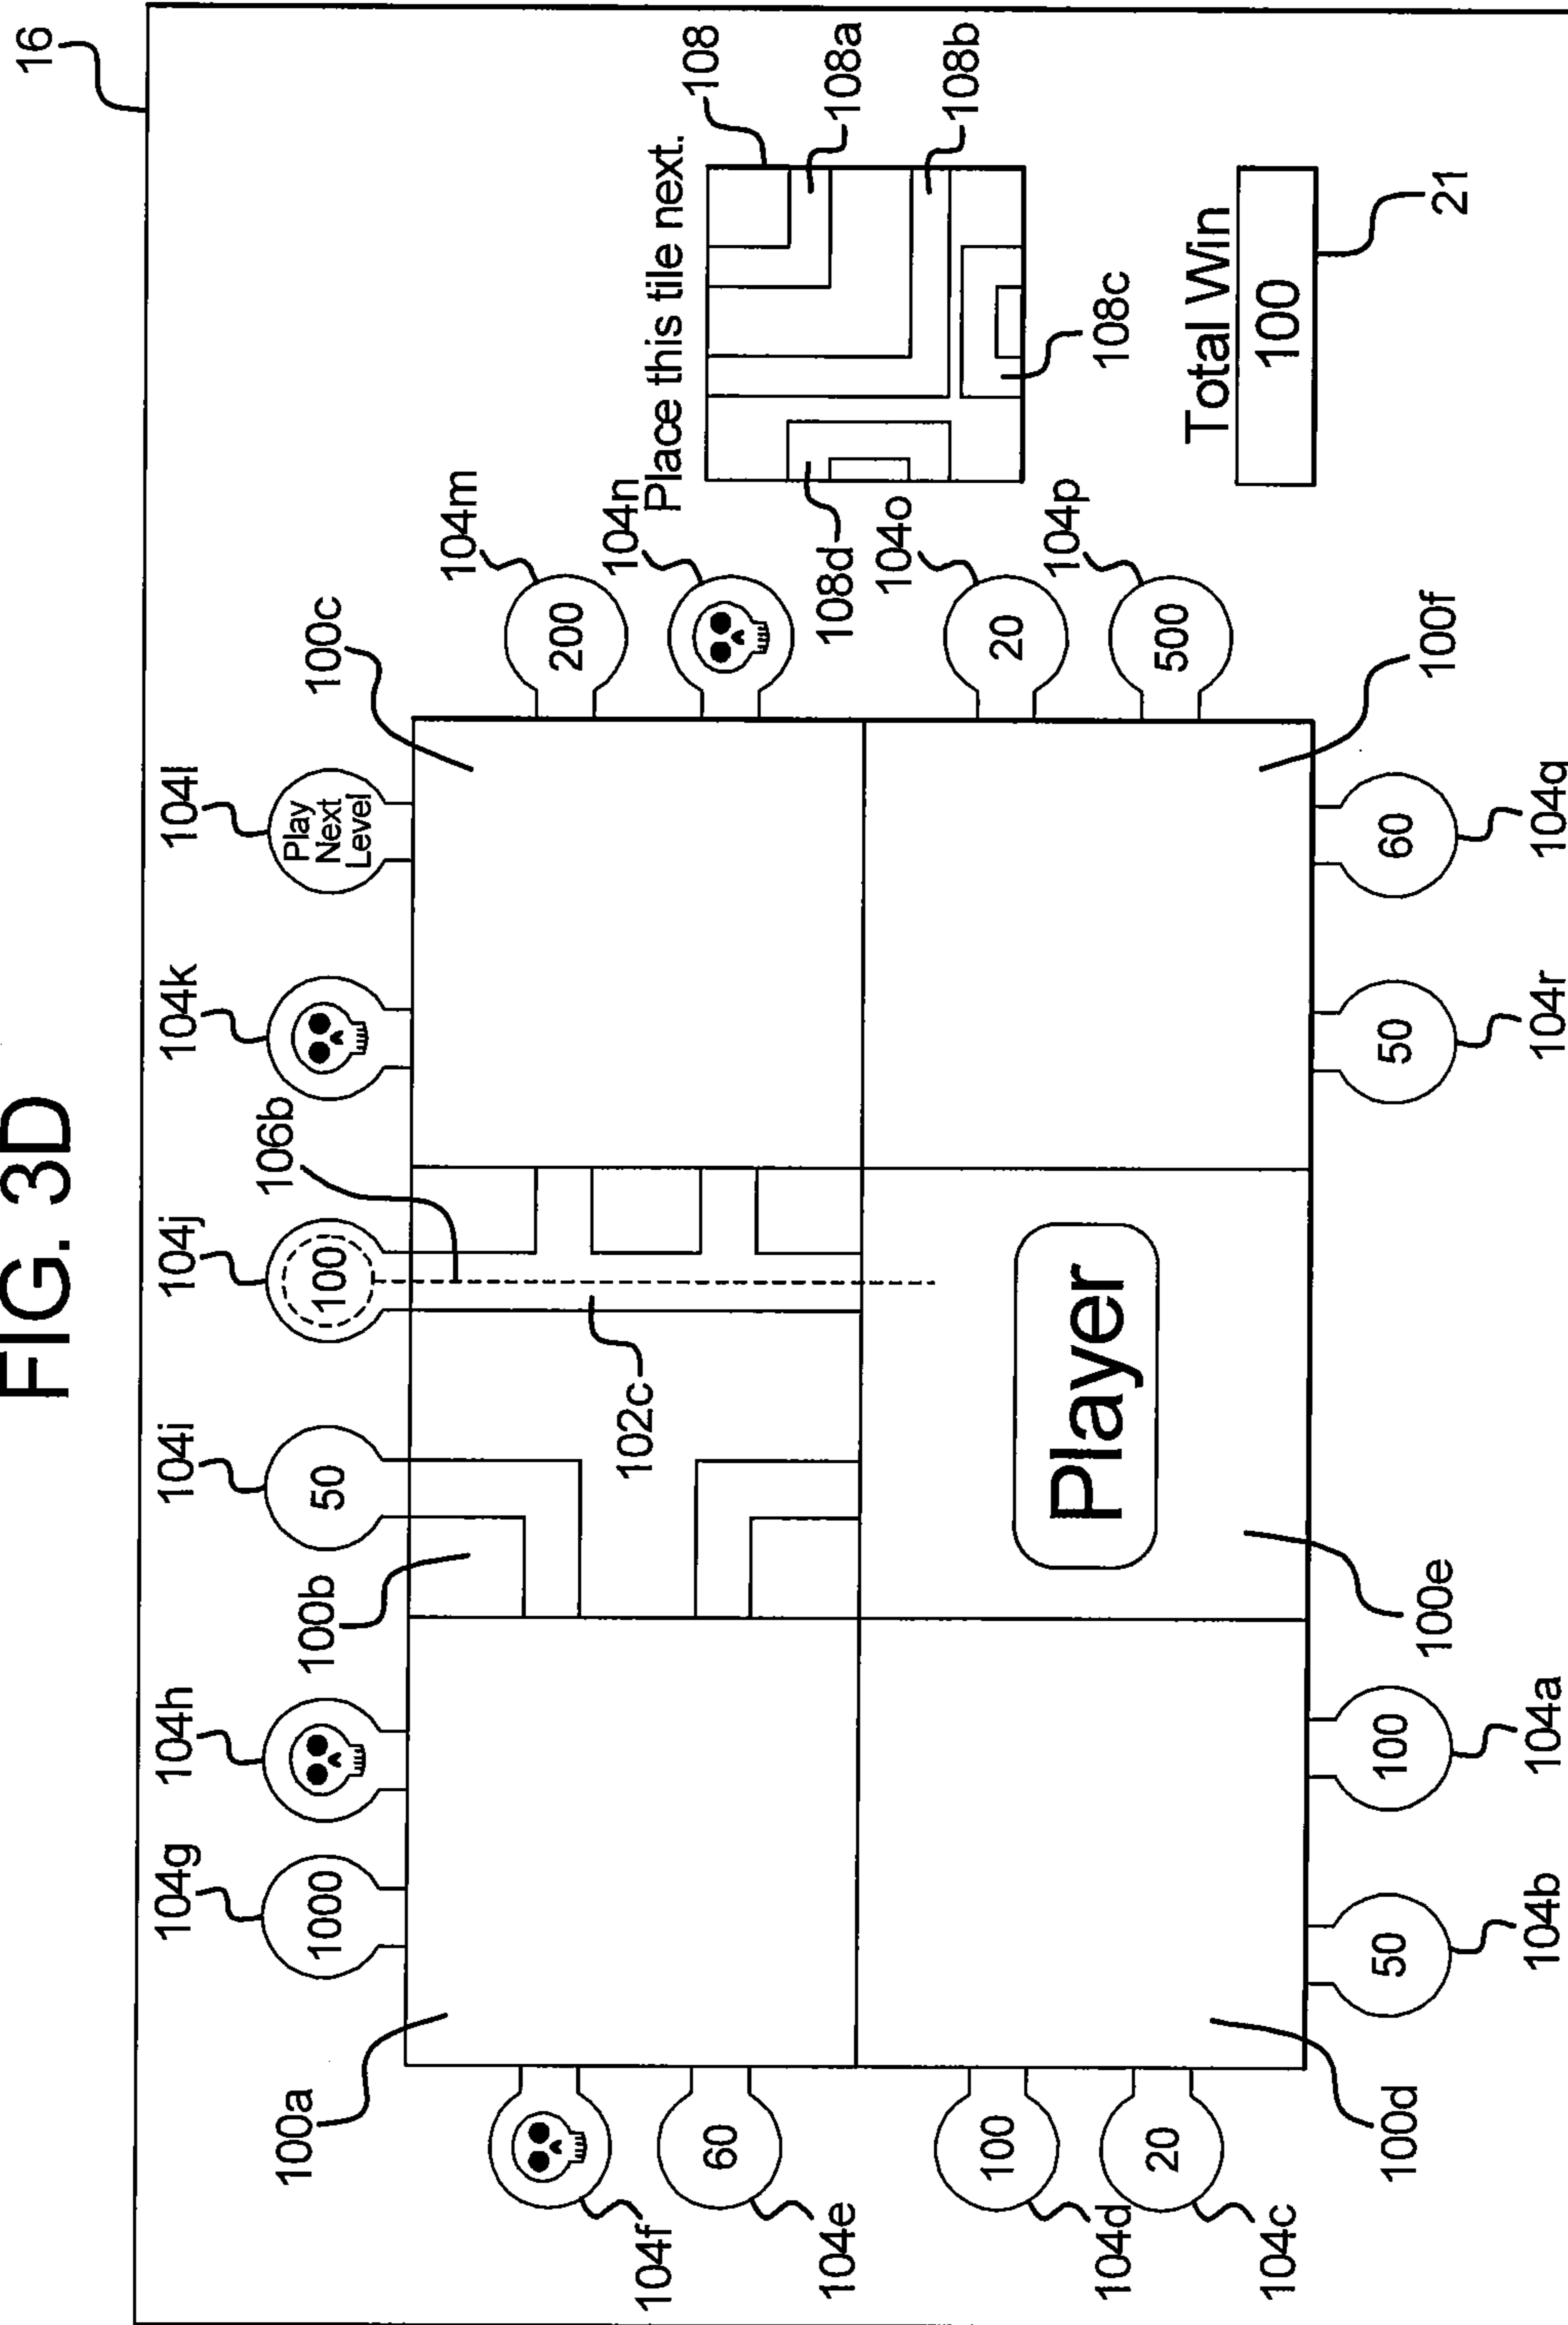 FIG. 3D
16
104g
104h
104i
104j
104k
104l
1000
50
100
Play
Next
Level
100a
100b
106b
100c
104f
104e
60
102c
200
104m
104n
Place this tile next.
108
108a
108b
108c
108d
104d
100
104c
20
Player
20
104o
500
104p
100d
100e
100f
50
100
50
60
104b
104a
104r
104q
Total Win
100
21